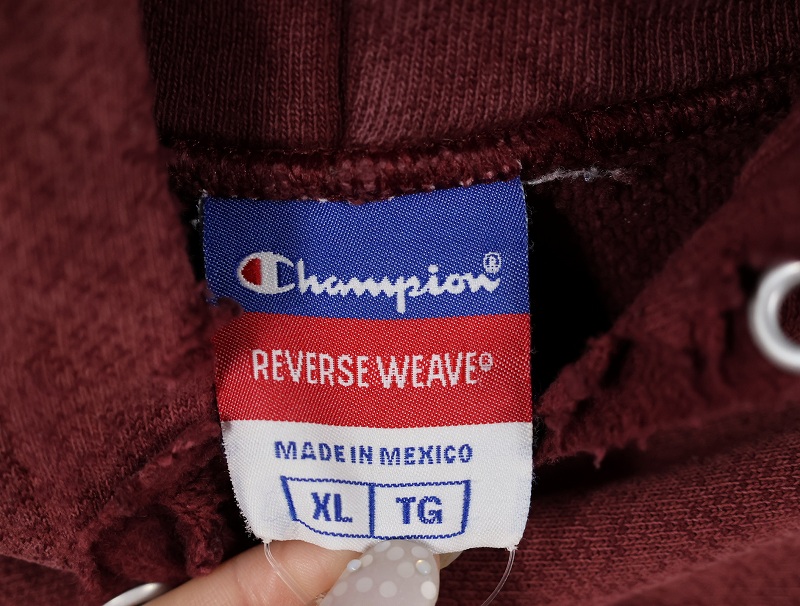 Champion®
REVERSE WEAVE®
MADE IN MEXICO
XL TG